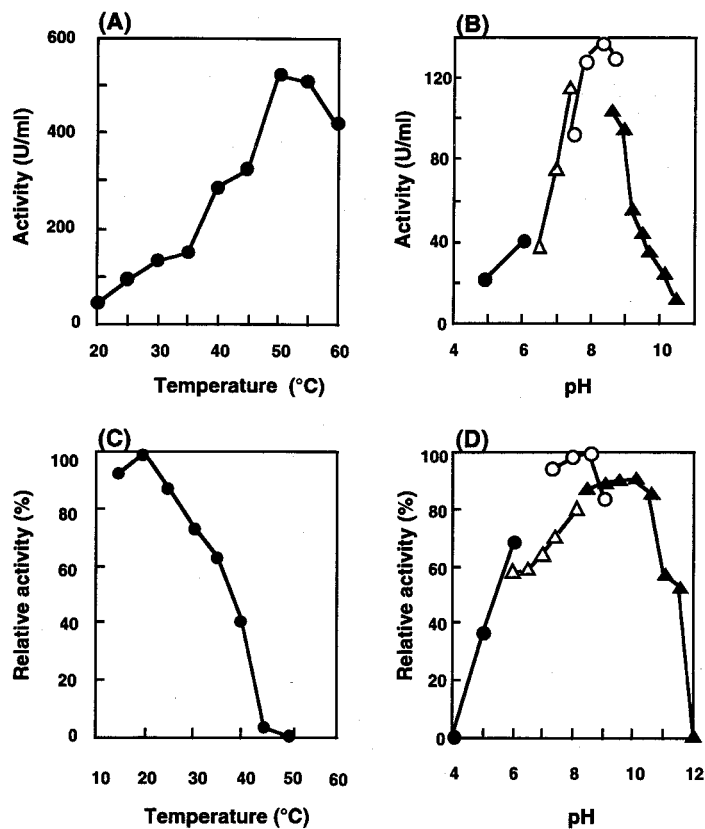 (A)
600
400
200
0
Activity (U/ml)
20 30 40 50 60
Temperature (°C)
(B)
120
80
40
0
Activity (U/ml)
4 6 8 10
pH
(C)
100
80
60
40
20
0
Relative activity (%)
10 20 30 40 50 60
Temperature (°C)
(D)
100
80
60
40
20
0
Relative activity (%)
4 6 8 10 12
pH